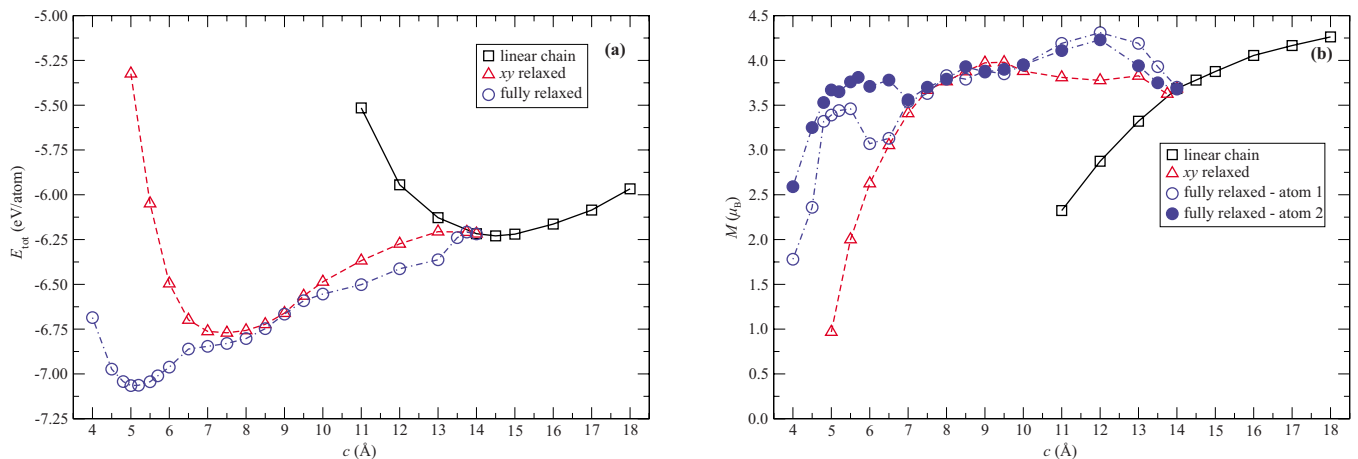 -5.00
-5.25
-5.50
-5.75
-6.00
-6.25
-6.50
-6.75
-7.00
-7.25
E_tot (eV/atom)
4 5 6 7 8 9 10 11 12 13 14 15 16 17 18
c (Å)
(a)
linear chain
xy relaxed
fully relaxed
4.5
4.0
3.5
3.0
2.5
2.0
1.5
1.0
0.5
0.0
M (μ_B)
4 5 6 7 8 9 10 11 12 13 14 15 16 17 18
c (Å)
(b)
linear chain
xy relaxed
fully relaxed - atom 1
fully relaxed - atom 2